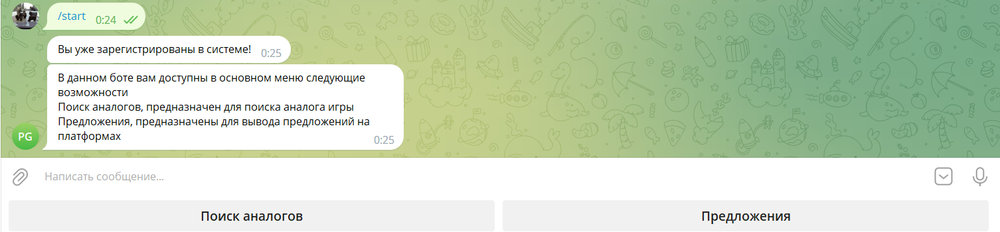 /start 0:24
Вы уже зарегистрированы в системе! 0:25
В данном боте вам доступны в основном меню следующие
возможности
Поиск аналогов, предназначен для поиска аналога игры
Предложения, предназначены для вывода предложений на
платформах 0:25
PG
Написать сообщение...
Поиск аналогов Предложения